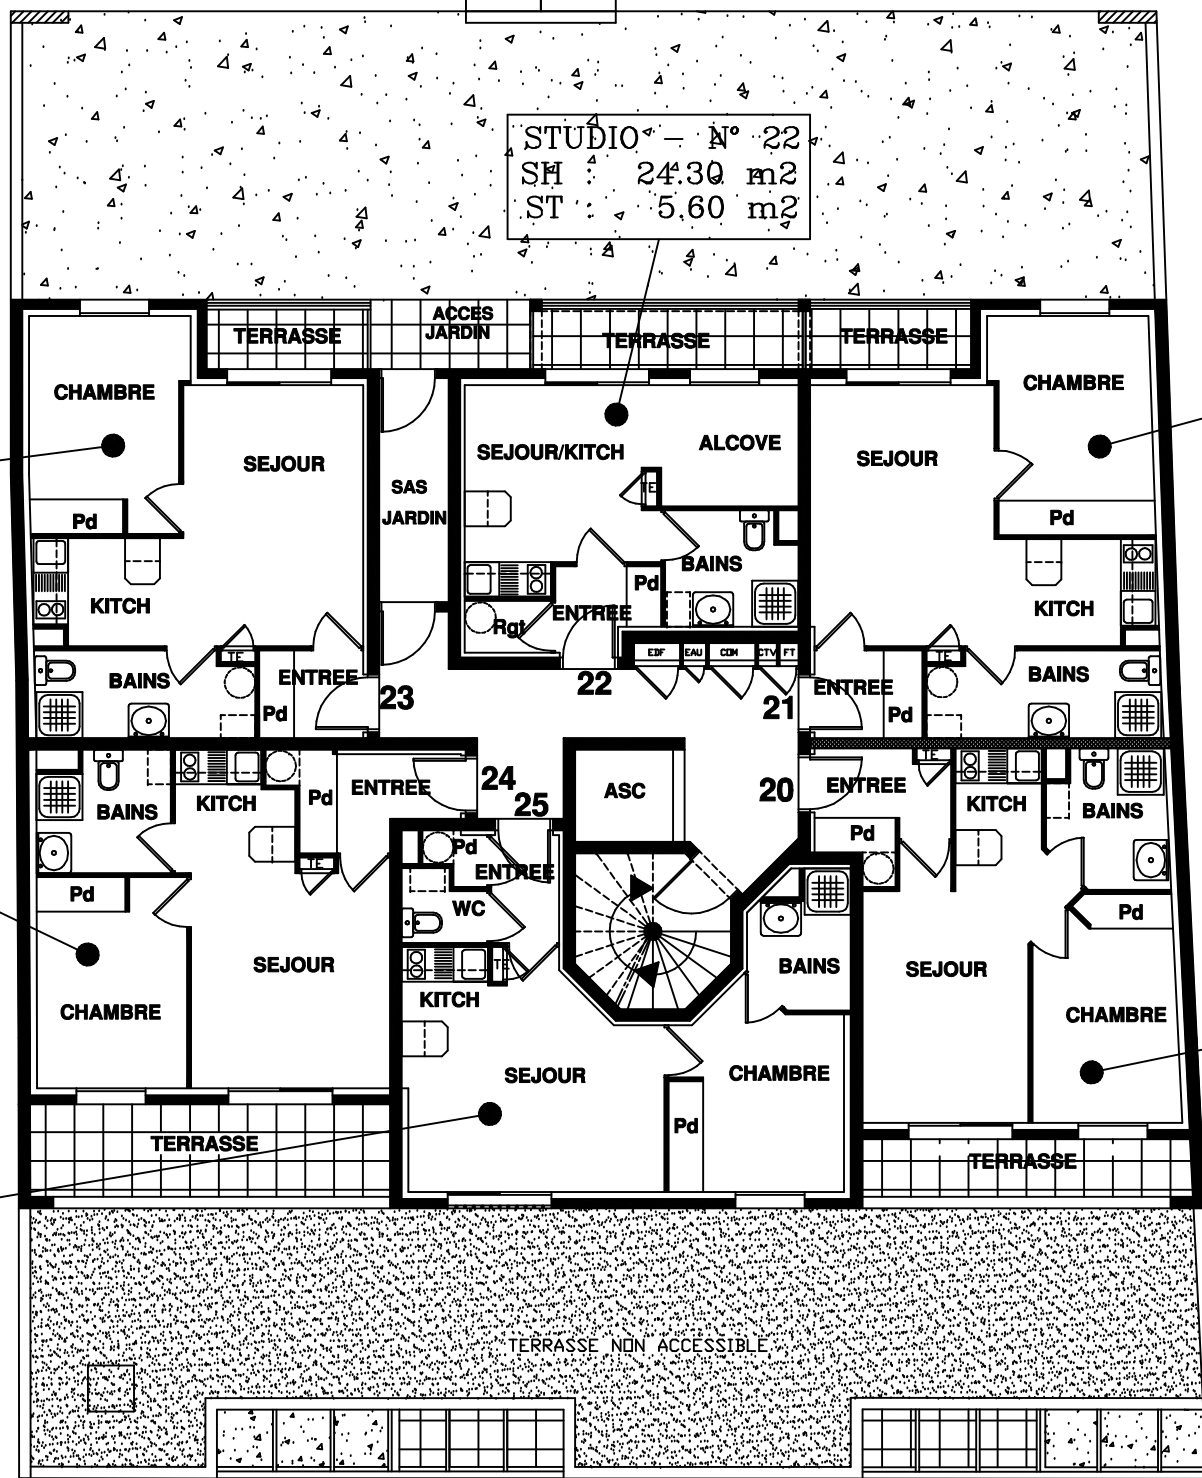 STUDIO - N° 22
SH : 24.30 m2
ST : 5.60 m2
TERRASSE
ACCES
JARDIN
TERRASSE
TERRASSE
CHAMBRE
SEJOUR
Pd
KITCH
BAINS
TE
ENTREE
Pd
23
SAS
JARDIN
SEJOUR/KITCH
ALCOVE
TE
BAINS
Pd
ENTREE
Rgt
22
EDF
EAU
COM
CTV
FT
21
CHAMBRE
SEJOUR
Pd
KITCH
TE
BAINS
ENTREE
Pd
BAINS
KITCH
Pd
ENTREE
24
TE
Pd
SEJOUR
CHAMBRE
TERRASSE
25
ASC
20
Pd
ENTREE
WC
TE
KITCH
SEJOUR
BAINS
CHAMBRE
Pd
ENTREE
TE
KITCH
BAINS
Pd
Pd
SEJOUR
CHAMBRE
TERRASSE
TERRASSE NON ACCESSIBLE